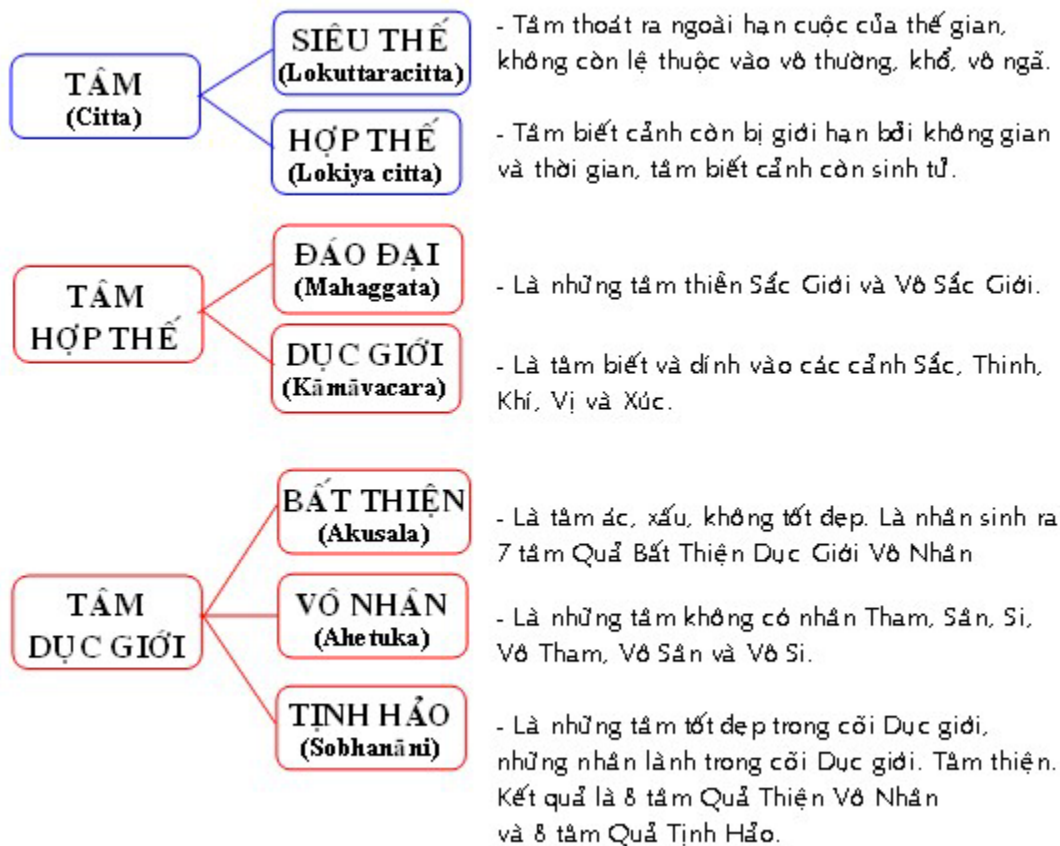 TÂM
(Citta)
SIÊU THẾ
(Lokuttaracitta)
- Tâm thoát ra ngoài hạn cuộc của thế gian,
không còn lệ thuộc vào vô thường, khổ, vô ngã.
HỢP THẾ
(Lokiya citta)
- Tâm biết cảnh còn bị giới hạn bởi không gian
và thời gian, tâm biết cảnh còn sinh tử.
TÂM
HỢP THẾ
ĐÁO ĐẠI
(Mahaggata)
- Là những tâm thiền Sắc Giới và Vô Sắc Giới.
DỤC GIỚI
(Kāmāvacara)
- Là tâm biết và dính vào các cảnh Sắc, Thinh,
Khí, Vị và Xúc.
TÂM
DỤC GIỚI
BẤT THIỆN
(Akusala)
- Là tâm ác, xấu, không tốt đẹp. Là nhân sinh ra
7 tâm Quả Bất Thiện Dục Giới Vô Nhân
VÔ NHÂN
(Ahetuka)
- Là những tâm không có nhân Tham, Sân, Si,
Vô Tham, Vô Sân và Vô Si.
TỊNH HẢO
(Sobhanāni)
- Là những tâm tốt đẹp trong cõi Dục giới,
những nhân lành trong cõi Dục giới. Tâm thiện.
Kết quả là 8 tâm Quả Thiện Vô Nhân
và 8 tâm Quả Tịnh Hảo.